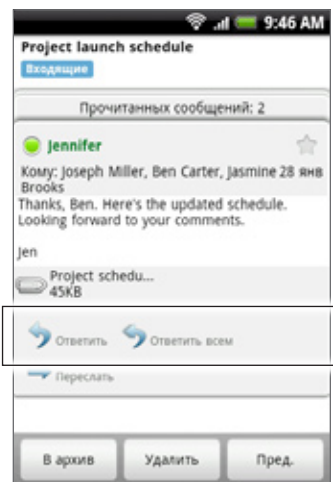 9:46 AM
Project launch schedule
Входящие
Прочитанных сообщений: 2
Jennifer
Кому: Joseph Miller, Ben Carter, Jasmine 28 янв
Brooks
Thanks, Ben. Here's the updated schedule.
Looking forward to your comments.
Jen
Project schedu...
45KB
Ответить Ответить всем
Переслать
В архив Удалить Пред.